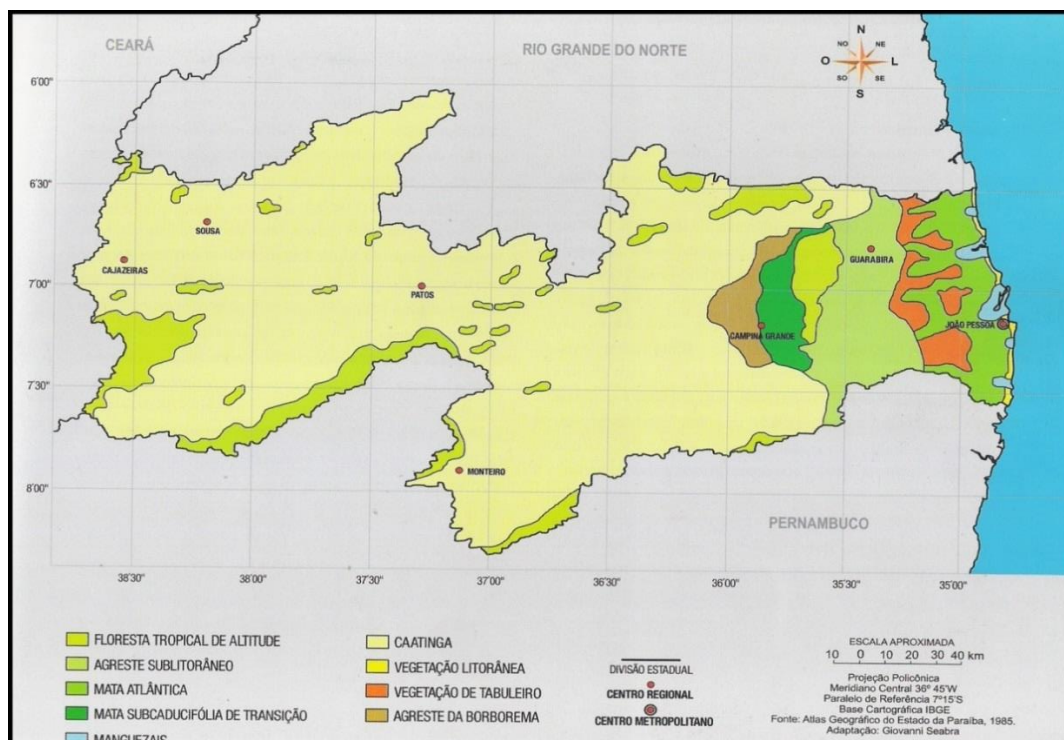 CEARÁ
RIO GRANDE DO NORTE
N
NO
NE
O
L
SO
SE
S
6'00"
6'30"
7'00"
7'30"
8'00"
SOUSA
CAJAZEIRAS
PATOS
MONTEIRO
CAMPINA GRANDE
GUARABIRA
JOÃO PESSOA
PERNAMBUCO
38'30"
38'00"
37'30"
37'00"
36'30"
36'00"
35'30"
35'00"
FLORESTA TROPICAL DE ALTITUDE
AGRESTE SUBLITORÂNEO
MATA ATLÂNTICA
MATA SUBCADUCIFÓLIA DE TRANSIÇÃO
MANGUEZAIS
CAATINGA
VEGETAÇÃO LITORÂNEA
VEGETAÇÃO DE TABULEIRO
AGRESTE DA BORBOREMA
DIVISÃO ESTADUAL
CENTRO REGIONAL
CENTRO METROPOLITANO
ESCALA APROXIMADA
10 0 10 20 30 40 km
Projeção Policônica
Meridiano Central 36º 45'W
Paralelo de Referência 7º15'S
Base Cartográfica IBGE
Fonte: Atlas Geográfico do Estado da Paraíba, 1985.
Adaptação: Giovanni Seabra